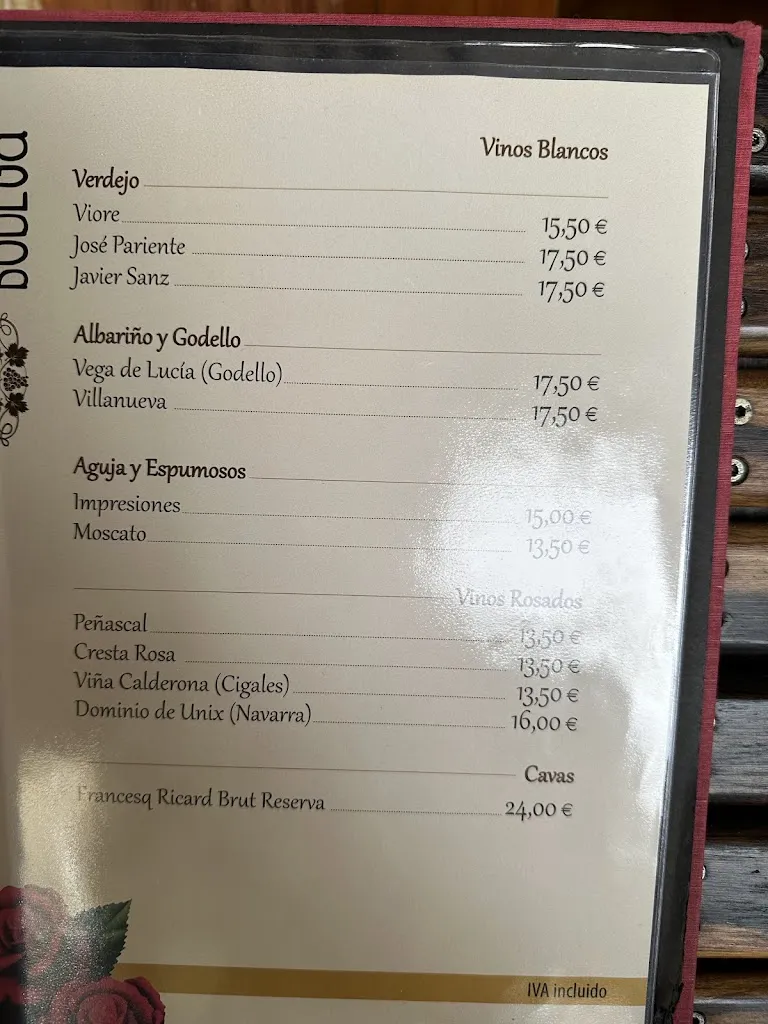 BODEGA
Vinos Blancos
Verdejo
Viore 15,50 €
José Pariente 17,50 €
Javier Sanz 17,50 €
Albariño y Godello
Vega de Lucía (Godello) 17,50 €
Villanueva 17,50 €
Aguja y Espumosos
Impresiones 15,00 €
Moscato 13,50 €
Vinos Rosados
Peñascal 13,50 €
Cresta Rosa 13,50 €
Viña Calderona (Cigales) 13,50 €
Dominio de Unix (Navarra) 16,00 €
Cavas
Francesq Ricard Brut Reserva 24,00 €
IVA incluido